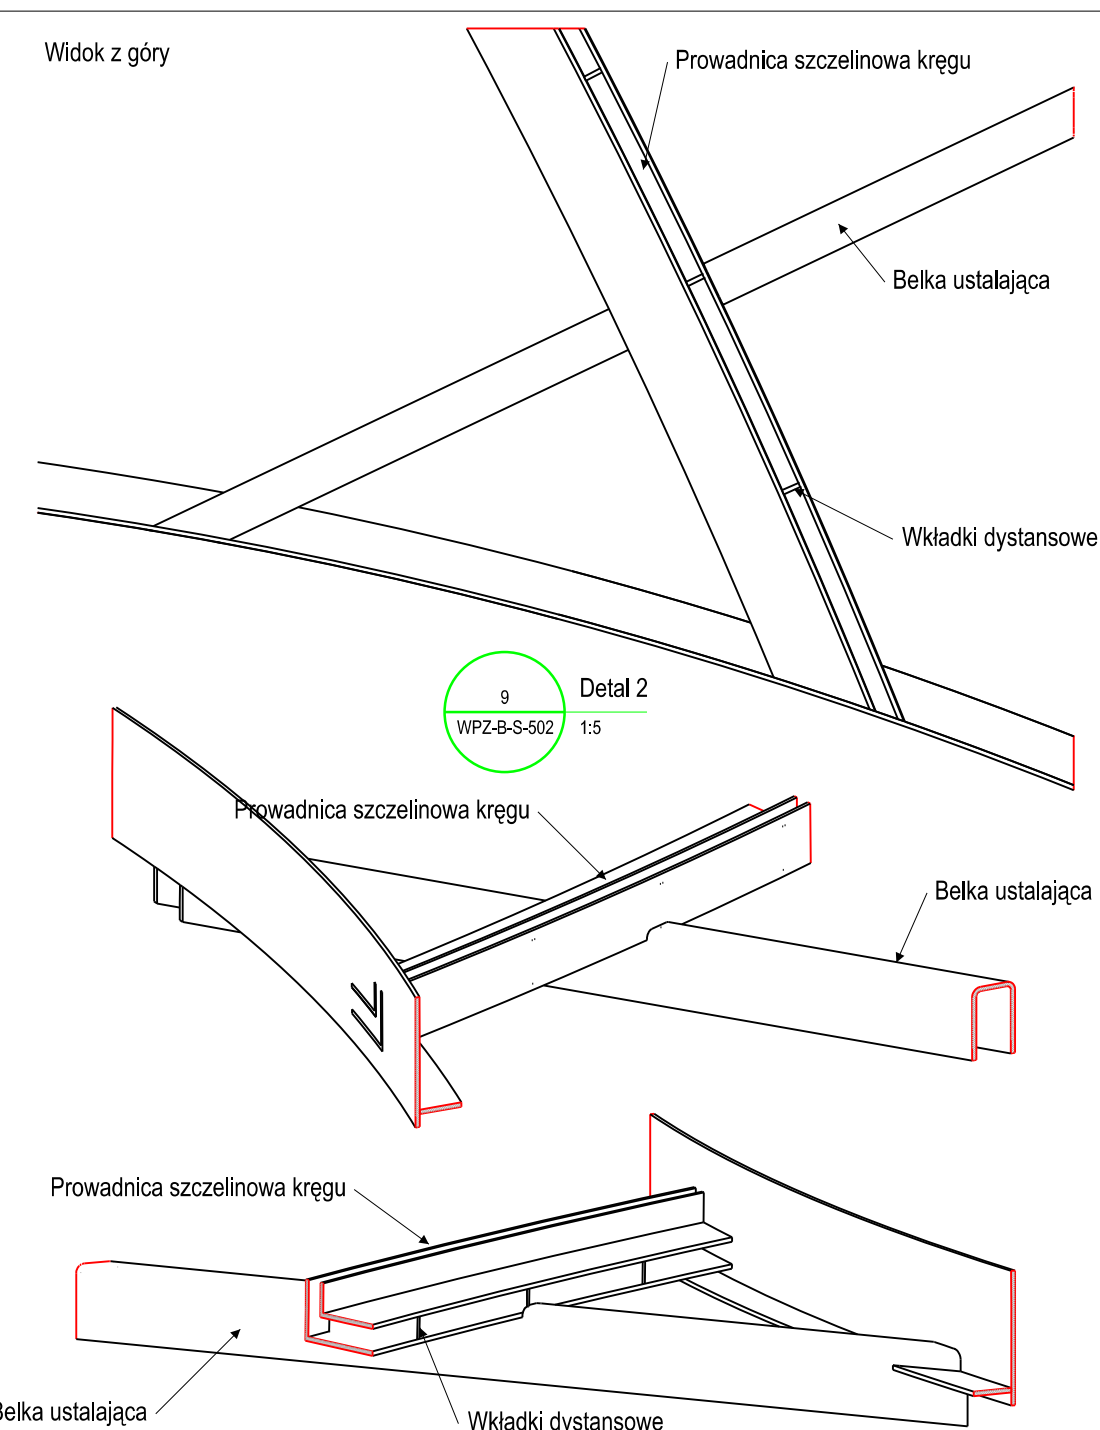 Widok z góry
Prowadnica szczelinowa kręgu
Belka ustalająca
Wkładki dystansowe
9
Detal 2
WPZ-B-S-502
1:5
Prowadnica szczelinowa kręgu
Belka ustalająca
Prowadnica szczelinowa kręgu
Belka ustalająca
Wkładki dystansowe